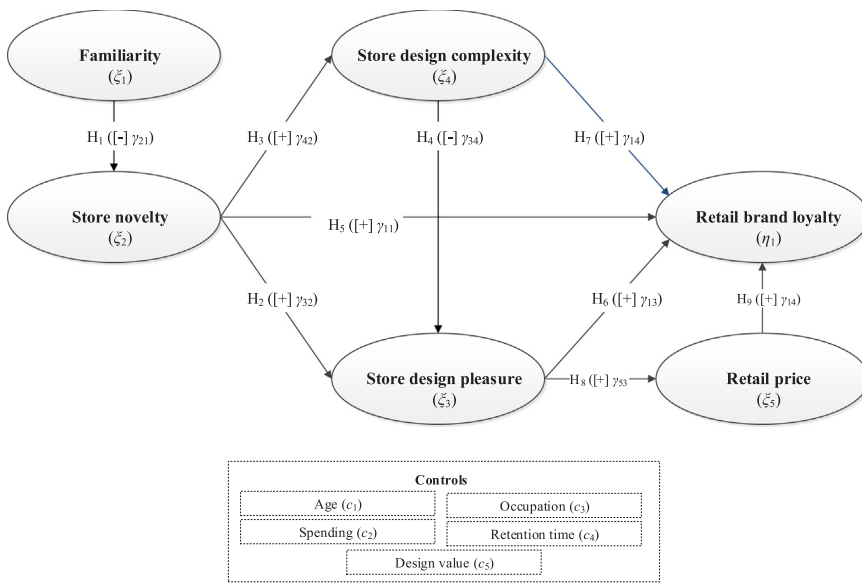 Familiarity
(ξ1)
Store design complexity
(ξ4)
H1 ([-] γ21)
H3 ([+] γ42)
H4 ([-] γ34)
H7 ([+] γ14)
Store novelty
(ξ2)
H5 ([+] γ11)
Retail brand loyalty
(η1)
H2 ([+] γ32)
H6 ([+] γ13)
H9 ([+] γ14)
Store design pleasure
(ξ3)
H8 ([+] γ53
Retail price
(ξ5)
Controls
Age (c1)
Occupation (c3)
Spending (c2)
Retention time (c4)
Design value (c5)